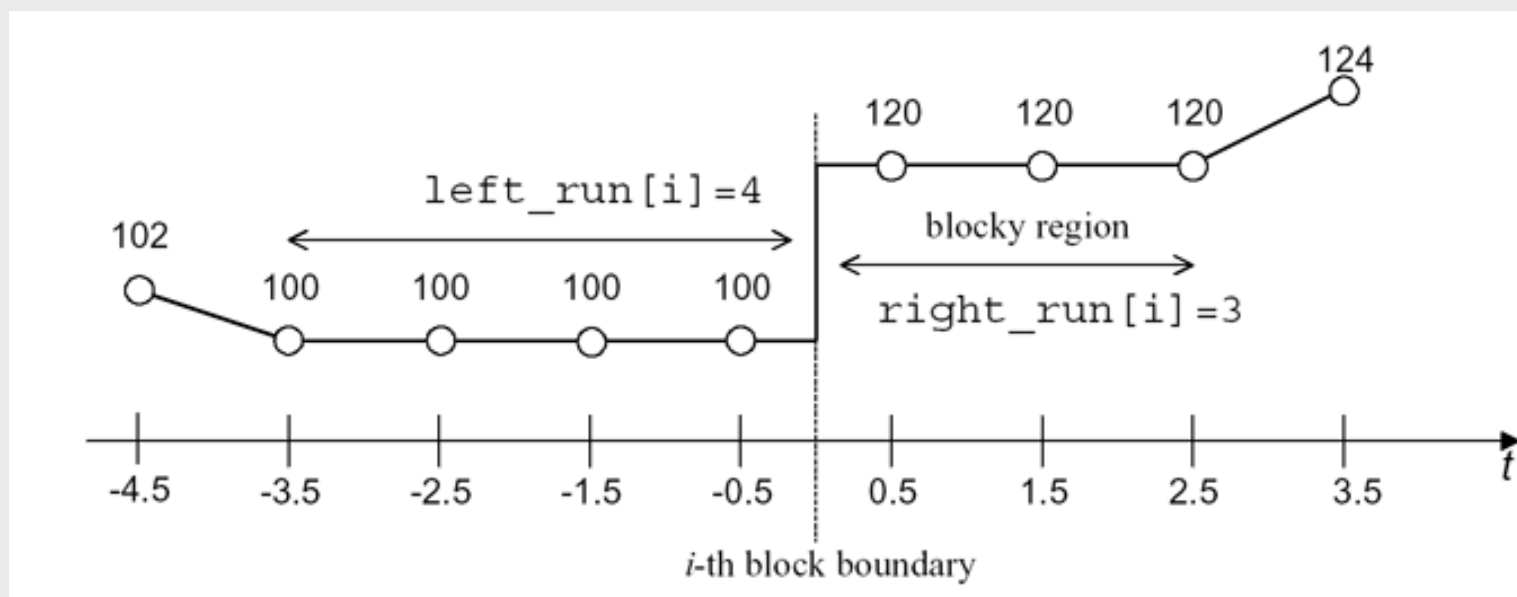 124
120 120 120
left_run[i]=4
102
blocky region
100 100 100 100
right_run[i]=3
-4.5 -3.5 -2.5 -1.5 -0.5 0.5 1.5 2.5 3.5
t
i-th block boundary